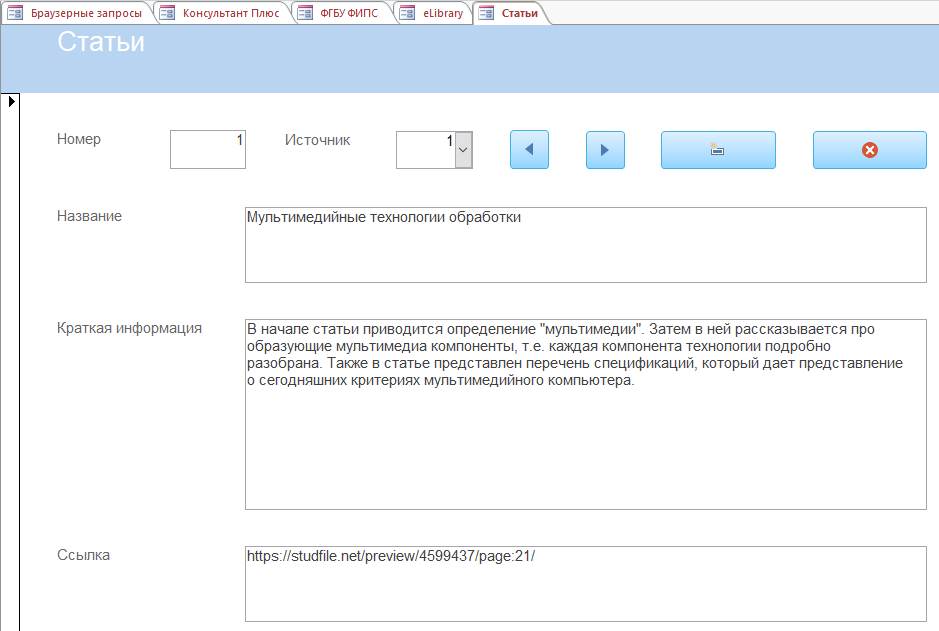 Браузерные запросы Консультант Плюс ФГБУ ФИПС eLibrary Статьи
Статьи
Номер 1 Источник 1
Название Мультимедийные технологии обработки
Краткая информация В начале статьи приводится определение "мультимедии". Затем в ней рассказывается про
образующие мультимедиа компоненты, т.е. каждая компонента технологии подробно
разобрана. Также в статье представлен перечень спецификаций, который дает представление
о сегодняшних критериях мультимедийного компьютера.
Ссылка https://studfile.net/preview/4599437/page:21/